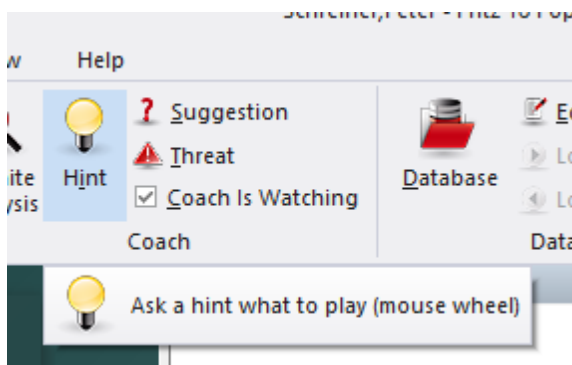 Help
Suggestion
Threat
Hint
Coach Is Watching
Database
Coach
Ask a hint what to play (mouse wheel)